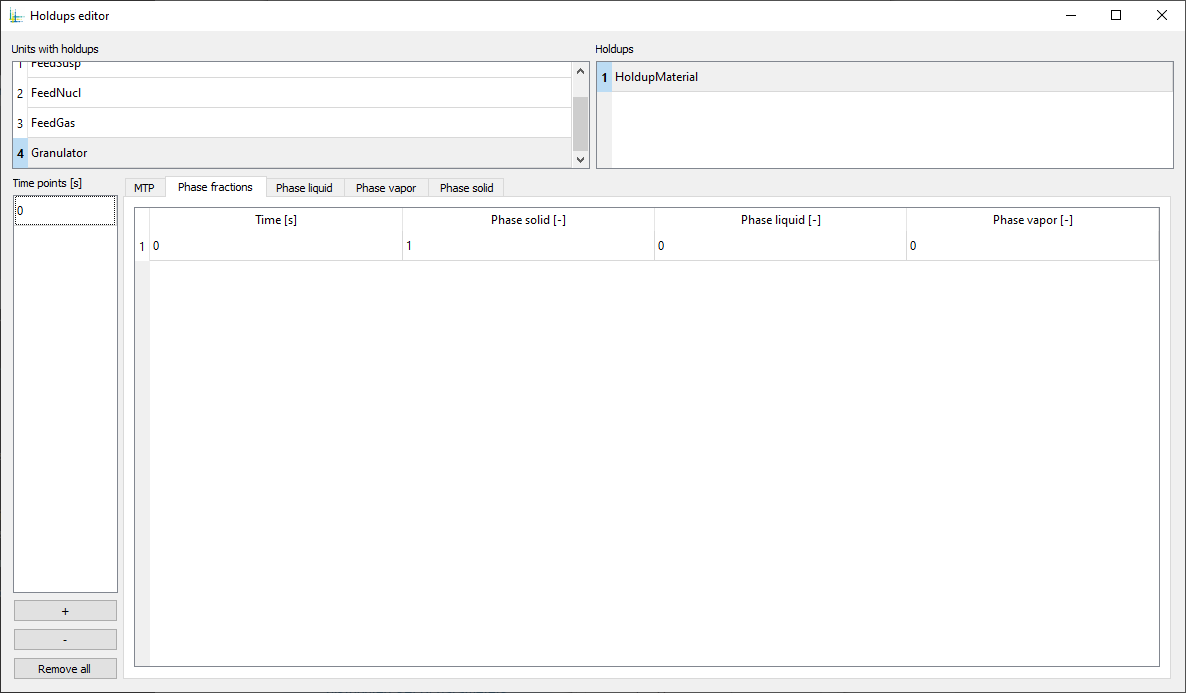 Holdups editor
Units with holdups
Holdups
1 FeedSusp
2 FeedNucl
3 FeedGas
4 Granulator
1 HoldupMaterial
Time points [s]
0
MTP Phase fractions Phase liquid Phase vapor Phase solid
Time [s] Phase solid [-] Phase liquid [-] Phase vapor [-]
1 0 1 0 0
+
-
Remove all